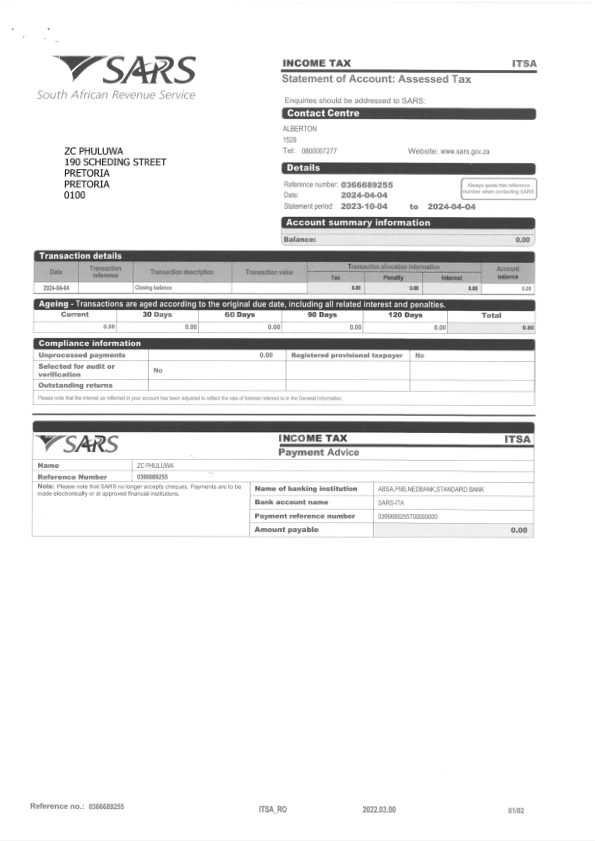 SARS
South African Revenue Service
INCOME TAX ITSA
Statement of Account: Assessed Tax
Enquiries should be addressed to SARS:
Contact Centre
ALBERTON
1528
Tel: 0800007277 Website: www.sars.gov.za
ZC PHULUWA
190 SCHEDING STREET
PRETORIA
PRETORIA
0100
Details
Reference number: 0366689255
Date: 2024-04-04
Statement period: 2023-10-04 to 2024-04-04
Always quote this reference
number when contacting SARS
Account summary information
Balance: 0.00
Transaction details
Date Transaction reference Transaction description Transaction value Transaction allocation information Account balance
Tax Penalty Interest
2024-04-04 Closing balance 0.00 0.00 0.00 0.00
Ageing - Transactions are aged according to the original due date, including all related interest and penalties.
Current 30 Days 60 Days 90 Days 120 Days Total
0.00 0.00 0.00 0.00 0.00 0.00
Compliance information
Unprocessed payments 0.00 Registered provisional taxpayer No
Selected for audit or
verification No
Outstanding returns
Please note that the interest as reflected in your account has been adjusted to reflect the rate of interest referred to in the General Information.
SARS
INCOME TAX ITSA
Payment Advice
Name ZC PHULUWA
Reference Number 0366689255
Note: Please note that SARS no longer accepts cheques. Payments are to be
made electronically or at approved financial institutions.
Name of banking institution ABSA,FNB,NEDBANK,STANDARD BANK
Bank account name SARS-ITA
Payment reference number 0366689255T00000000
Amount payable 0.00
Reference no.: 0366689255 ITSA_RO 2022.03.00 01/02